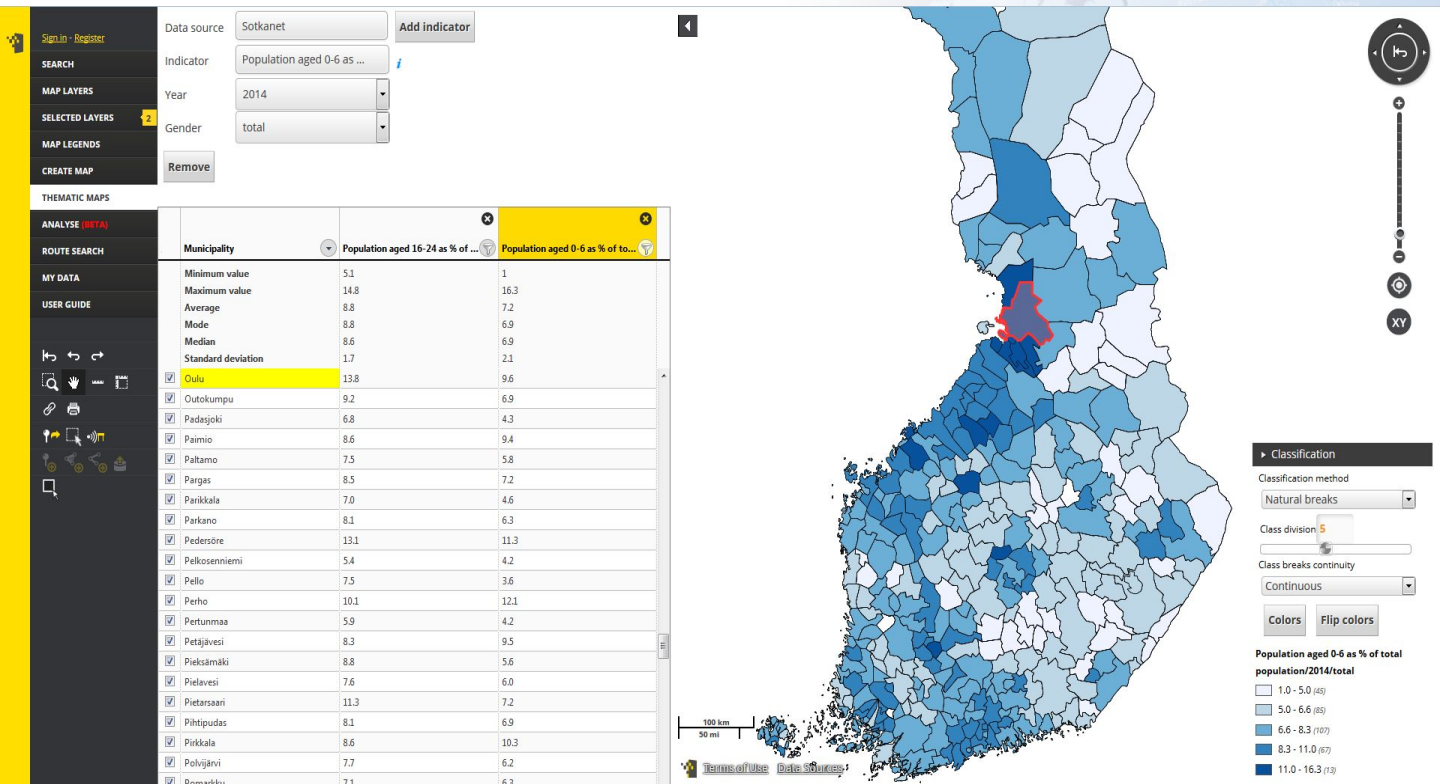 Sign in - Register
SEARCH
MAP LAYERS
SELECTED LAYERS 2
MAP LEGENDS
CREATE MAP
THEMATIC MAPS
ANALYSE (BETA)
ROUTE SEARCH
MY DATA
USER GUIDE
Data source Sotkanet Add indicator
Indicator Population aged 0-6 as ... i
Year 2014
Gender total
Remove
Municipality Population aged 16-24 as % of ... Population aged 0-6 as % of to...
Minimum value 5.1 1
Maximum value 14.8 16.3
Average 8.8 7.2
Mode 8.8 6.9
Median 8.6 6.9
Standard deviation 1.7 2.1
Oulu 13.8 9.6
Outokumpu 9.2 6.9
Padasjoki 6.8 4.3
Paimio 8.6 9.4
Paltamo 7.5 5.8
Pargas 8.5 7.2
Parikkala 7.0 4.6
Parkano 8.1 6.3
Pedersöre 13.1 11.3
Pelkosenniemi 5.4 4.2
Pello 7.5 3.6
Perho 10.1 12.1
Pertunmaa 5.9 4.2
Petäjävesi 8.3 9.5
Pieksämäki 8.8 5.6
Pielavesi 7.6 6.0
Pietarsaari 11.3 7.2
Pihtipudas 8.1 6.9
Pirkkala 8.6 10.3
Polvijärvi 7.7 6.2
Pomarkku 7.1 6.3
100 km
50 mi
Terms of Use Data Sources
XY
Classification
Classification method
Natural breaks
Class division 5
Class breaks continuity
Continuous
Colors Flip colors
Population aged 0-6 as % of total
population/2014/total
1.0 - 5.0 (45)
5.0 - 6.6 (85)
6.6 - 8.3 (107)
8.3 - 11.0 (67)
11.0 - 16.3 (13)